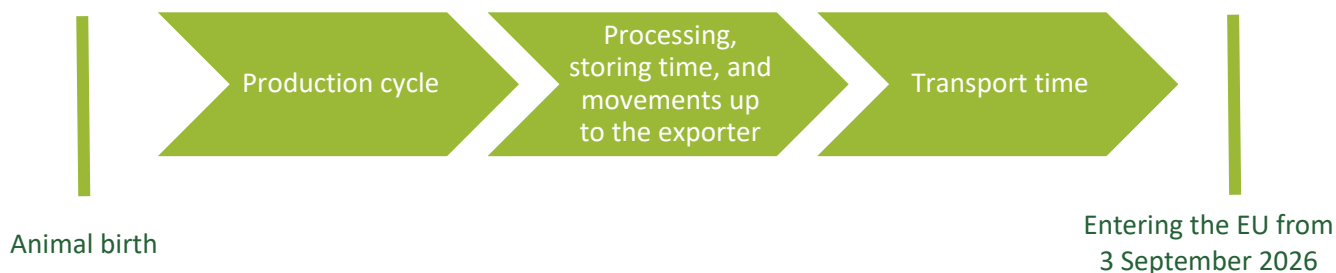 Production cycle
Processing,
storing time, and
movements up
to the exporter
Transport time
Animal birth
Entering the EU from
3 September 2026